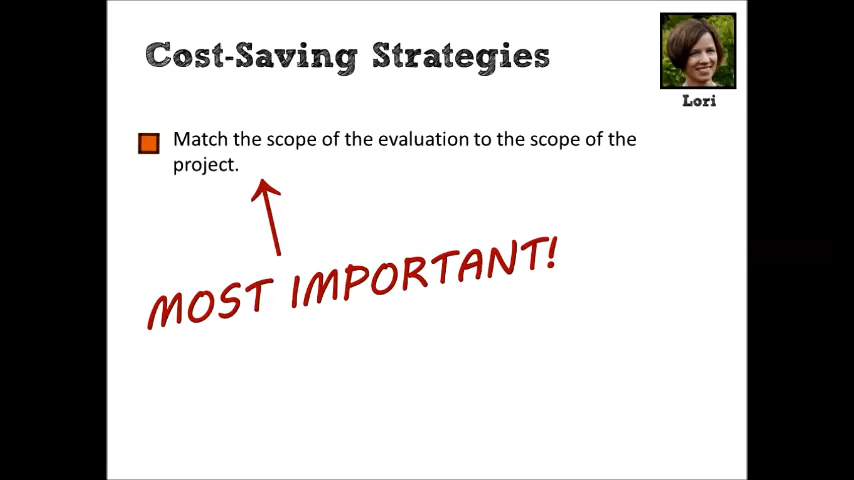 Cost-Saving Strategies
Lori
Match the scope of the evaluation to the scope of the
project.
MOST IMPORTANT!